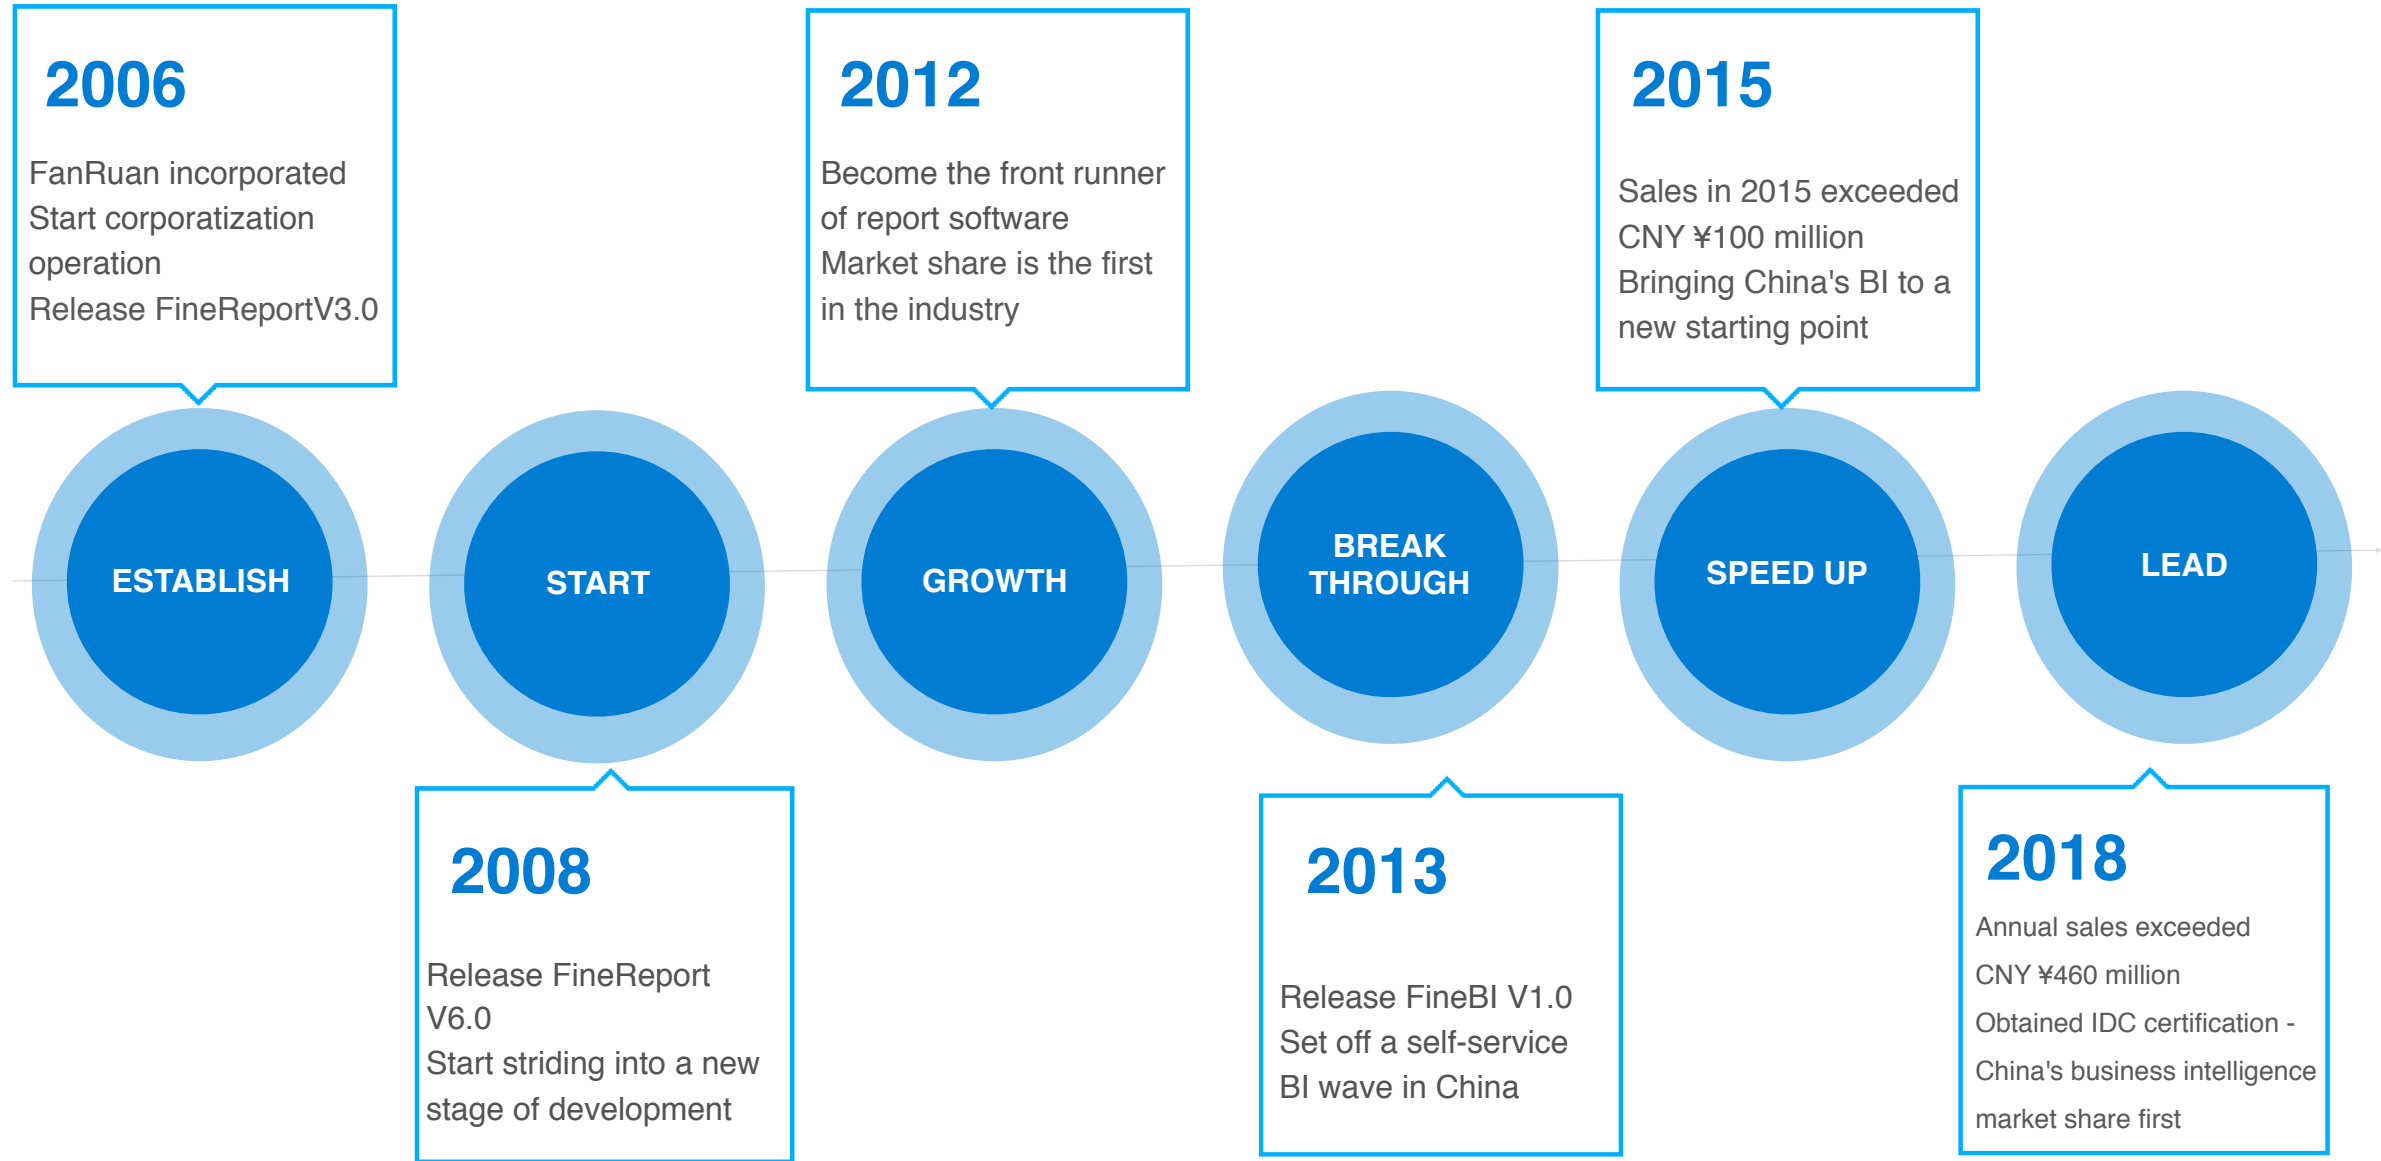 2006
FanRuan incorporated
Start corporatization
operation
Release FineReportV3.0
2012
Become the front runner
of report software
Market share is the first
in the industry
2015
Sales in 2015 exceeded
CNY ¥100 million
Bringing China's BI to a
new starting point
ESTABLISH
START
GROWTH
BREAK
THROUGH
SPEED UP
LEAD
2008
Release FineReport
V6.0
Start striding into a new
stage of development
2013
Release FineBI V1.0
Set off a self-service
BI wave in China
2018
Annual sales exceeded
CNY ¥460 million
Obtained IDC certification -
China's business intelligence
market share first